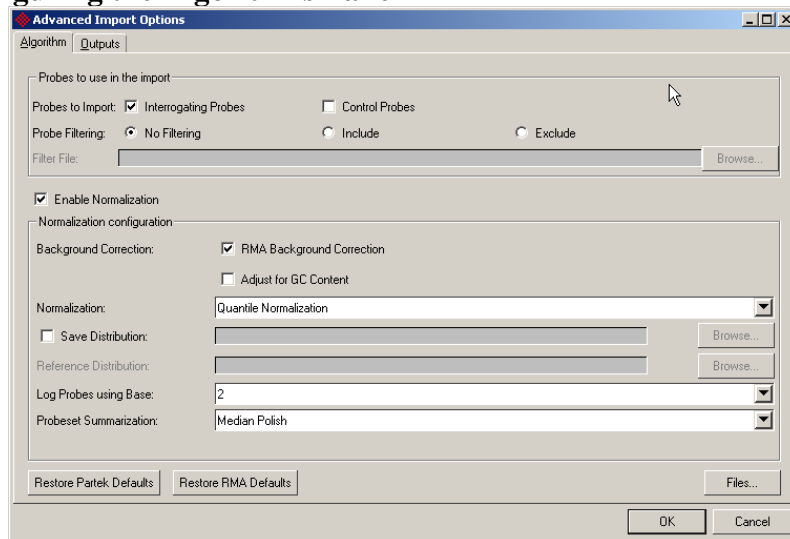 Advanced Import Options
Algorithm Outputs
Probes to use in the import
Probes to Import: Interrogating Probes Control Probes
Probe Filtering: No Filtering Include Exclude
Filter File: Browse...
Enable Normalization
Normalization configuration
Background Correction: RMA Background Correction
Adjust for GC Content
Normalization: Quantile Normalization
Save Distribution: Browse...
Reference Distribution: Browse...
Log Probes using Base: 2
Probeset Summarization: Median Polish
Restore Partek Defaults Restore RMA Defaults Files...
OK Cancel